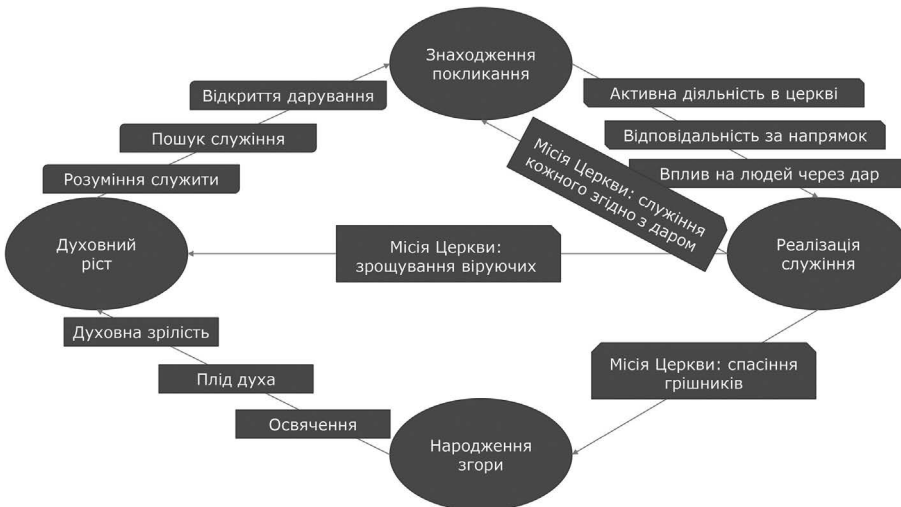 Знаходження
покликання
Відкриття дарування
Активна діяльність в церкві
Пошук служіння
Відповідальність за напрямок
Розуміння служити
Вплив на людей через дар
Місія Церкви: служіння
кожного згідно з даром
Духовний
ріст
Місія Церкви:
зрощування віруючих
Реалізація
служіння
Духовна зрілість
Місія Церкви: спасіння
грішників
Плід духа
Освячення
Народження
згори